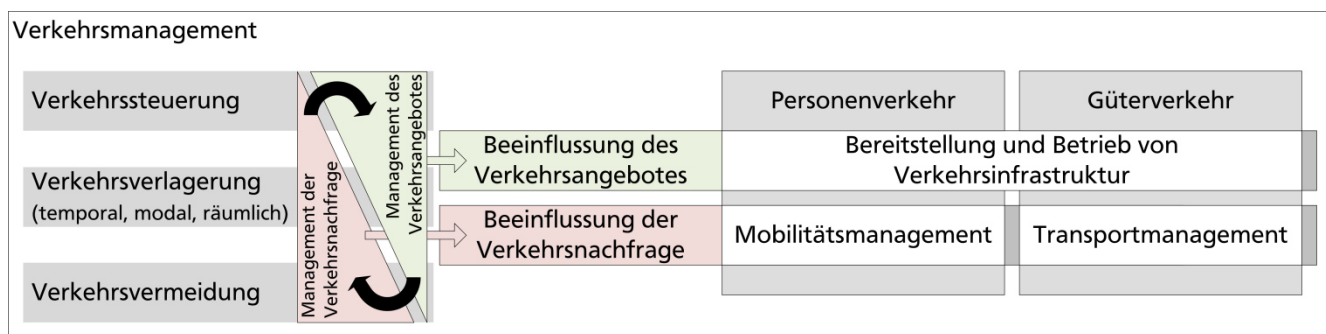 Verkehrsmanagement
Verkehrssteuerung
Verkehrsverlagerung
(temporal, modal, räumlich)
Verkehrsvermeidung
Management der
Verkehrsnachfrage
Management des
Verkehrsangebotes
Personenverkehr
Güterverkehr
Beeinflussung des
Verkehrsangebotes
Bereitstellung und Betrieb von
Verkehrsinfrastruktur
Beeinflussung der
Verkehrsnachfrage
Mobilitätsmanagement
Transportmanagement